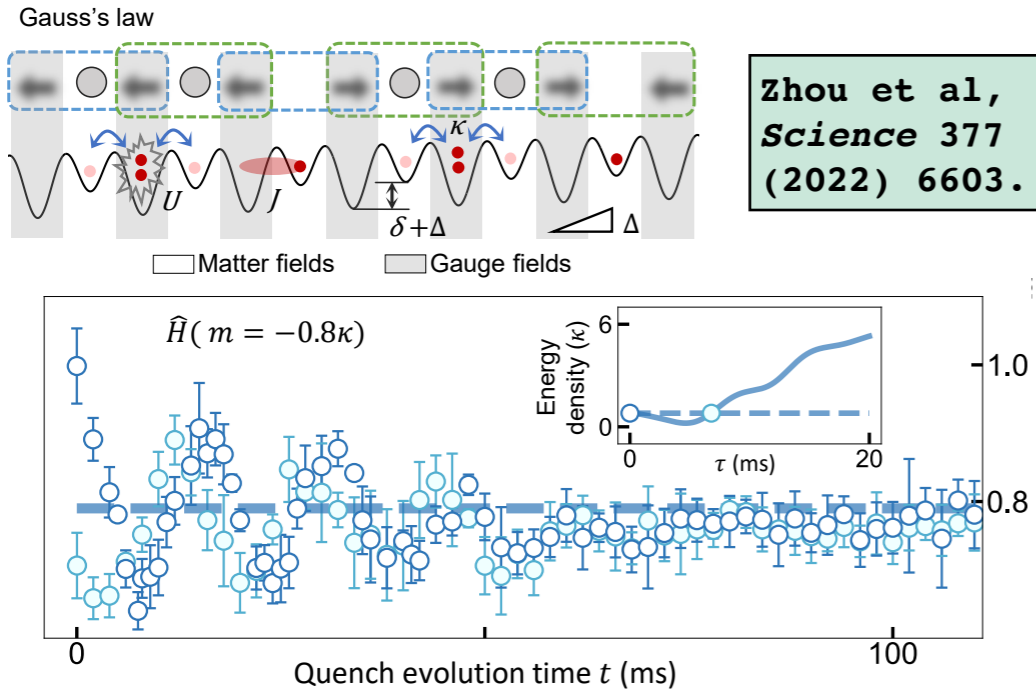 Gauss's law
Zhou et al,
Science 377
(2022) 6603.
κ
U
J
δ+Δ
Δ
Matter fields
Gauge fields
Ĥ( m = −0.8κ)
Energy
density (κ)
6
0
0
τ (ms)
20
1.0
0.8
0
100
Quench evolution time t (ms)